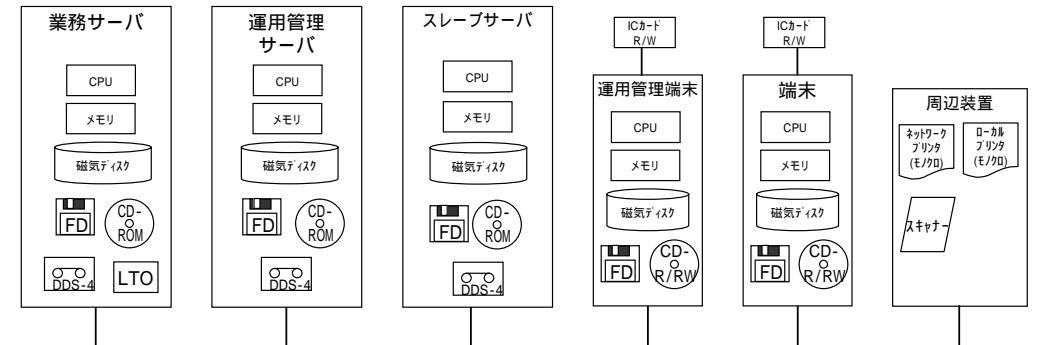 業務サーバ
CPU
メモリ
磁気ディスク
FD
CD-
ROM
DDS-4
LTO
運用管理
サーバ
CPU
メモリ
磁気ディスク
FD
CD-
ROM
DDS-4
スレーブサーバ
CPU
メモリ
磁気ディスク
FD
CD-
ROM
DDS-4
ICカード
R/W
運用管理端末
CPU
メモリ
磁気ディスク
FD
CD-
R/RW
ICカード
R/W
端末
CPU
メモリ
磁気ディスク
FD
CD-
R/RW
周辺装置
ネットワーク
プリンタ
(モノクロ)
ローカル
プリンタ
(モノクロ)
スキャナー